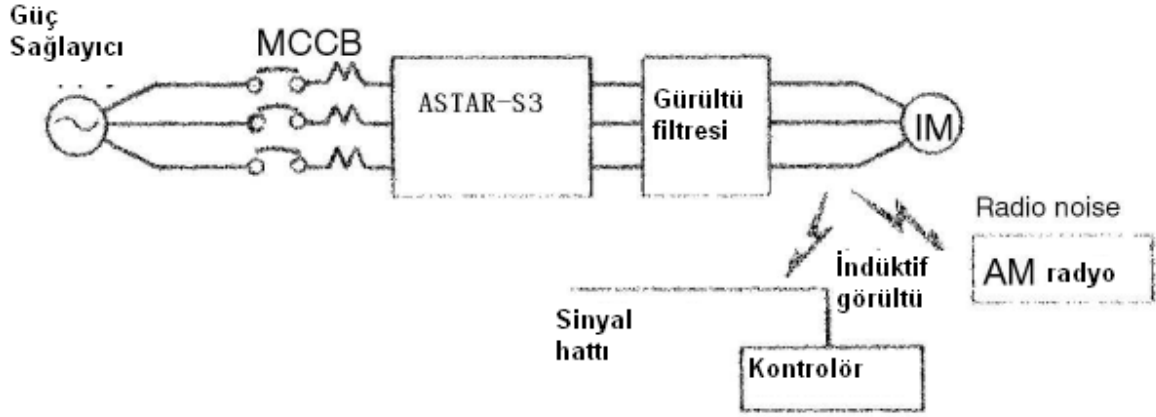 Güç
Sağlayıcı
MCCB
ASTAR-S3
Gürültü
filtresi
IM
Radio noise
AM radyo
İndüktif
görültü
Sinyal
hattı
Kontrolör